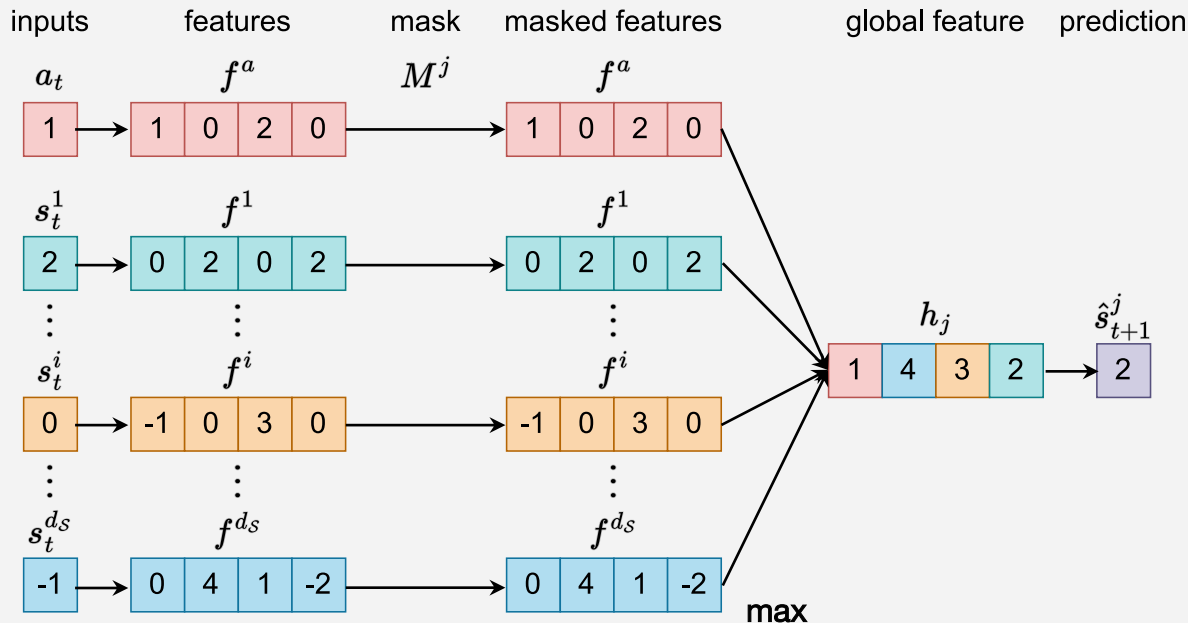 inputs features mask masked features global feature prediction
a_t f^a M^j f^a
1 1 0 2 0 1 0 2 0
s_t^1 f^1 f^1
2 0 2 0 2 0 2 0 2
⋮ ⋮ ⋮
h_j ŝ_{t+1}^j
s_t^i f^i f^i
1 4 3 2 2
0 -1 0 3 0 -1 0 3 0
⋮ ⋮ ⋮
s_t^{d_𝒮} f^{d_𝒮} f^{d_𝒮}
-1 0 4 1 -2 0 4 1 -2
max